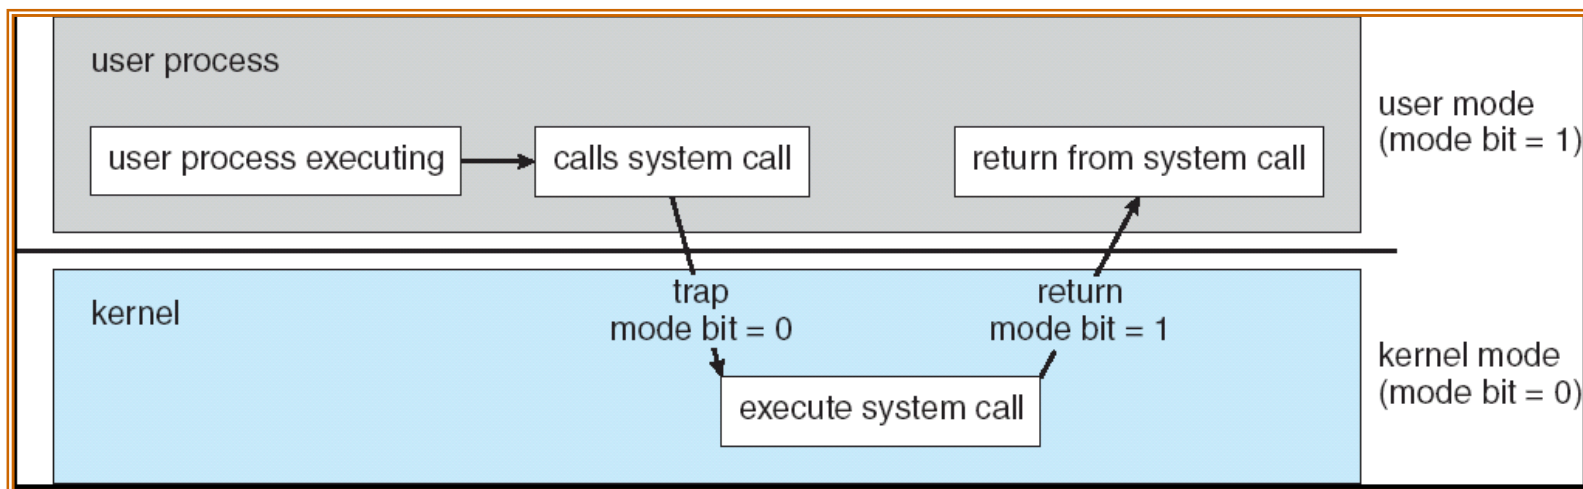 user process
user process executing
calls system call
return from system call
user mode
(mode bit = 1)
kernel
trap
mode bit = 0
return
mode bit = 1
execute system call
kernel mode
(mode bit = 0)